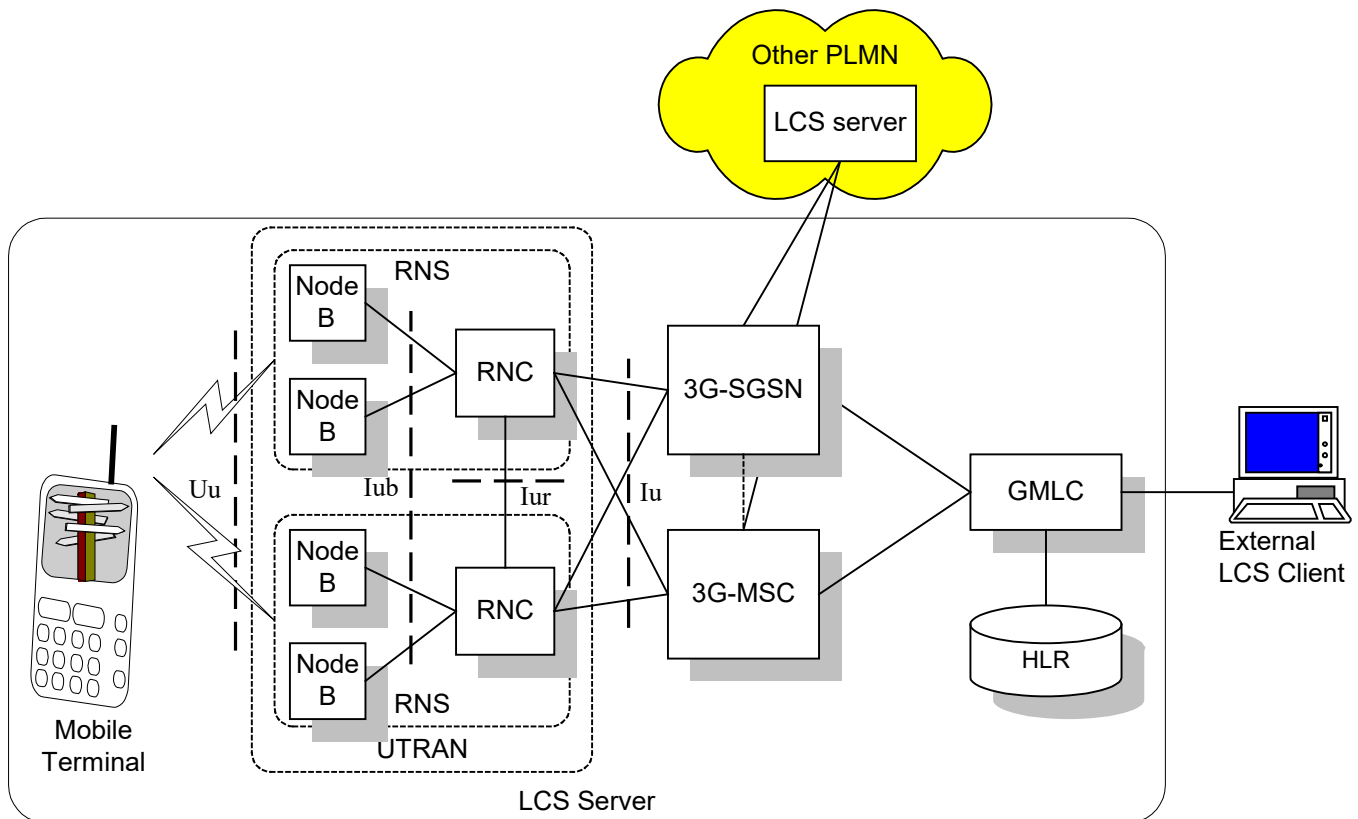 Other PLMN
LCS server
RNS
Node
B
Node
B
RNC
3G-SGSN
Uu
Iub
Iur
Iu
GMLC
Node
B
Node
B
RNC
3G-MSC
External
LCS Client
HLR
RNS
UTRAN
Mobile
Terminal
LCS Server